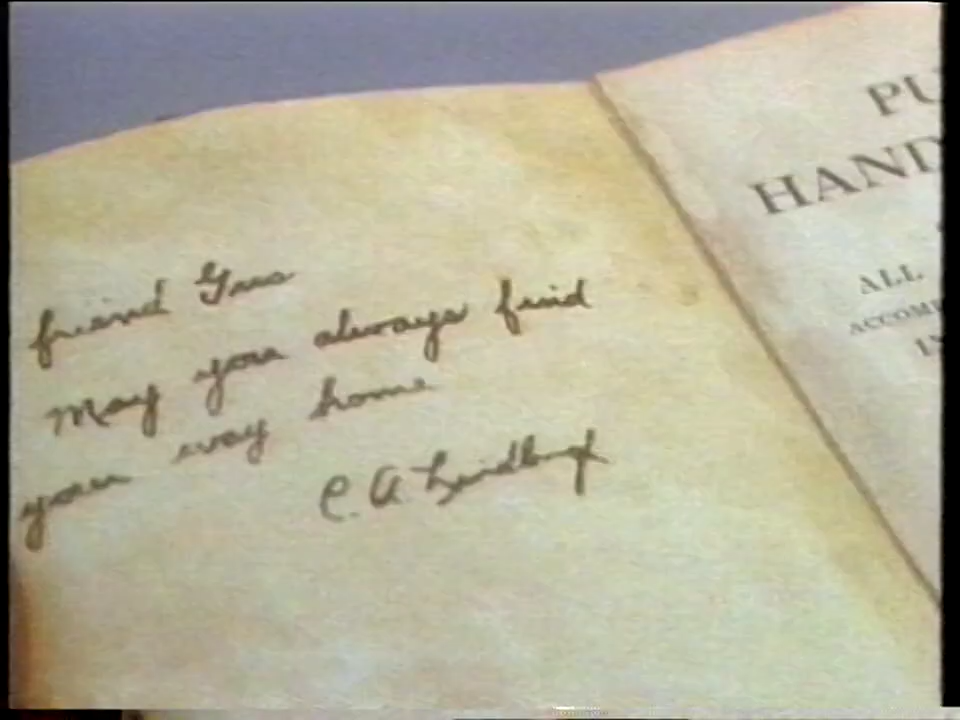 friend Gus
May you always find
your way home
C. A. Lindbergh
PU
HAND
ALL
ACCOM
IN